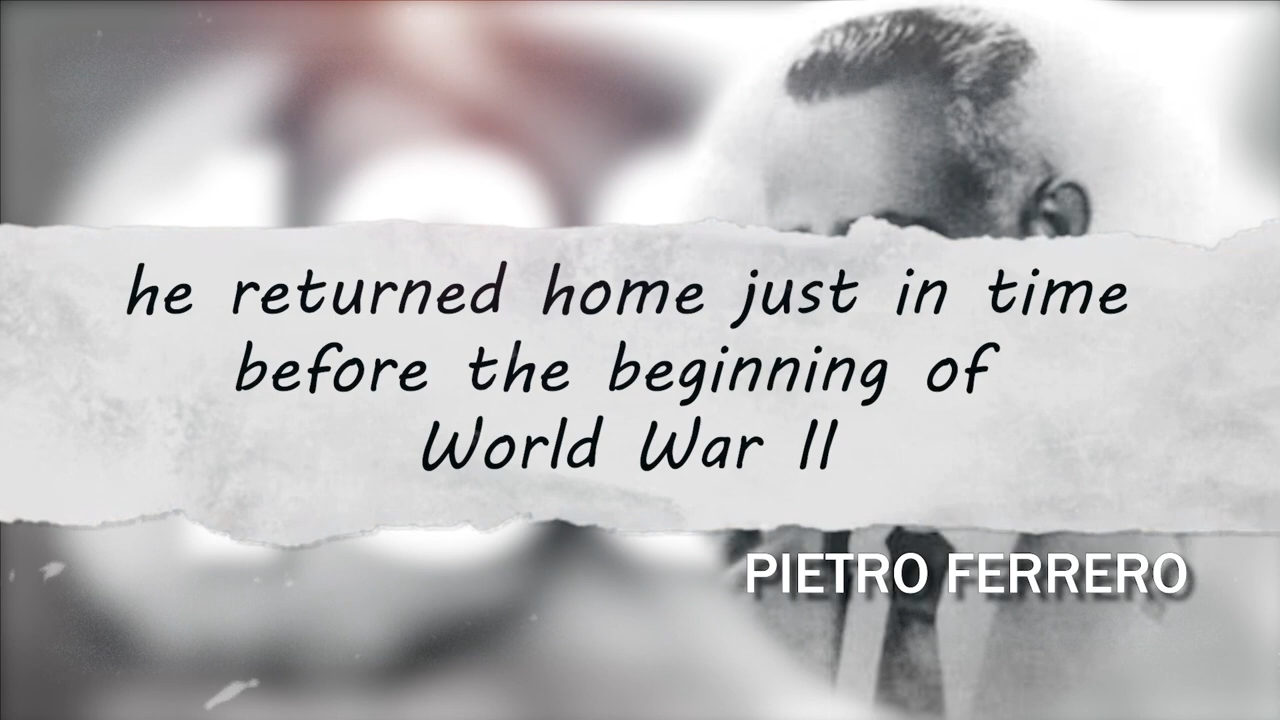 he returned home just in time
before the beginning of
World War II
PIETRO FERRERO